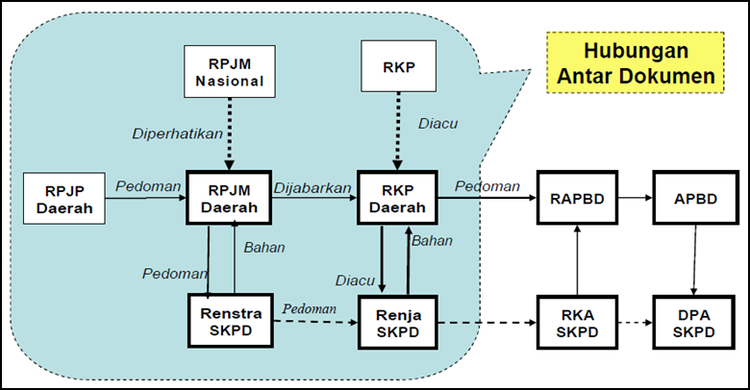 RPJM
Nasional
RKP
Hubungan
Antar Dokumen
Diperhatikan
Diacu
RPJP
Daerah
Pedoman
RPJM
Daerah
Dijabarkan
RKP
Daerah
Pedoman
RAPBD
APBD
Pedoman
Bahan
Diacu
Bahan
Renstra
SKPD
Pedoman
Renja
SKPD
RKA
SKPD
DPA
SKPD